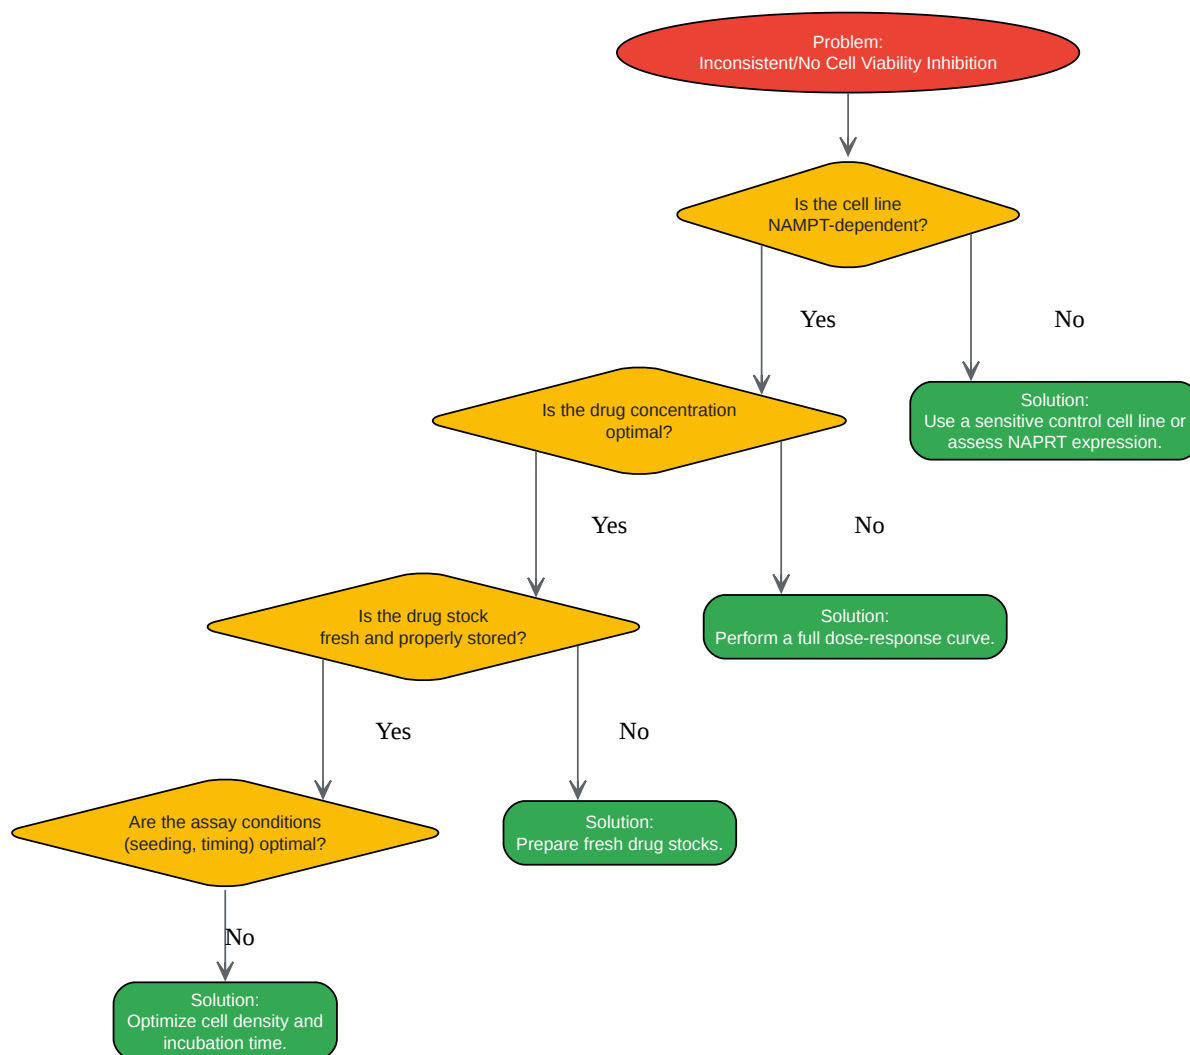 Problem:
Inconsistent/No Cell Viability Inhibition
Is the cell line
NAMPT-dependent?
Yes
No
Solution:
Use a sensitive control cell line or
assess NAPRT expression.
Is the drug concentration
optimal?
Yes
No
Solution:
Perform a full dose-response curve.
Is the drug stock
fresh and properly stored?
Yes
No
Solution:
Prepare fresh drug stocks.
Are the assay conditions
(seeding, timing) optimal?
No
Solution:
Optimize cell density and
incubation time.